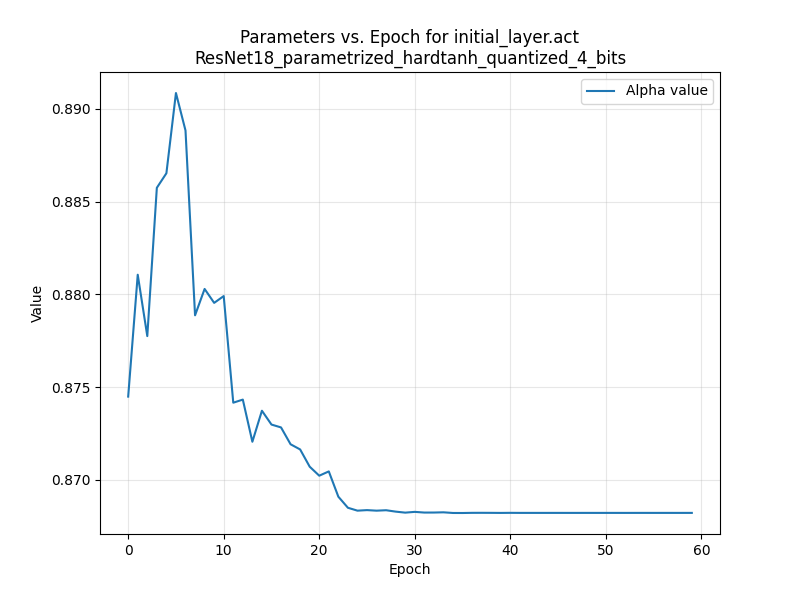 Parameters vs. Epoch for initial_layer.act
ResNet18_parametrized_hardtanh_quantized_4_bits
Alpha value
0.890
0.885
0.880
0.875
0.870
Value
0 10 20 30 40 50 60
Epoch